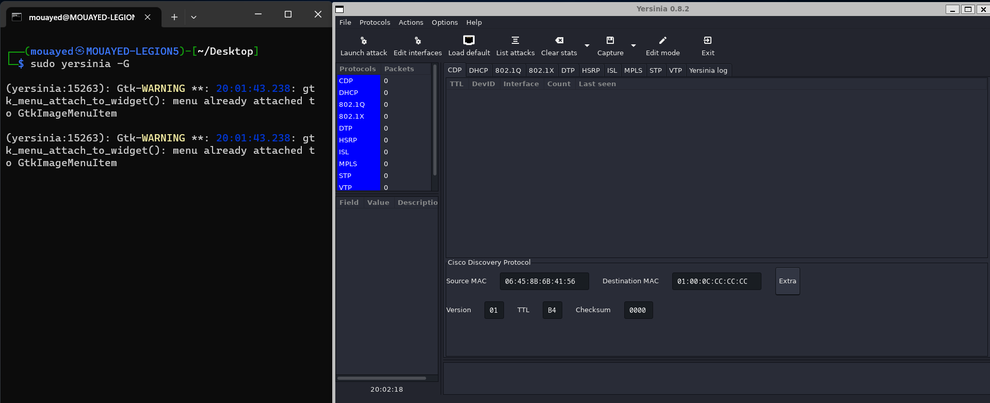 mouayed@MOUAYED-LEGION
┌──(mouayed㉿MOUAYED-LEGION5)-[~/Desktop]
└─$ sudo yersinia -G
(yersinia:15263): Gtk-WARNING **: 20:01:43.238: gt
k_menu_attach_to_widget(): menu already attached t
o GtkImageMenuItem
(yersinia:15263): Gtk-WARNING **: 20:01:43.238: gt
k_menu_attach_to_widget(): menu already attached t
o GtkImageMenuItem
Yersinia 0.8.2
File Protocols Actions Options Help
Launch attack Edit interfaces Load default List attacks Clear stats Capture Edit mode Exit
Protocols Packets
CDP 0
DHCP 0
802.1Q 0
802.1X 0
DTP 0
HSRP 0
ISL 0
MPLS 0
STP 0
VTP 0
Field Value Descriptio
20:02:18
CDP DHCP 802.1Q 802.1X DTP HSRP ISL MPLS STP VTP Yersinia log
TTL DevID Interface Count Last seen
Cisco Discovery Protocol
Source MAC 06:45:8B:6B:41:56 Destination MAC 01:00:0C:CC:CC:CC Extra
Version 01 TTL B4 Checksum 0000